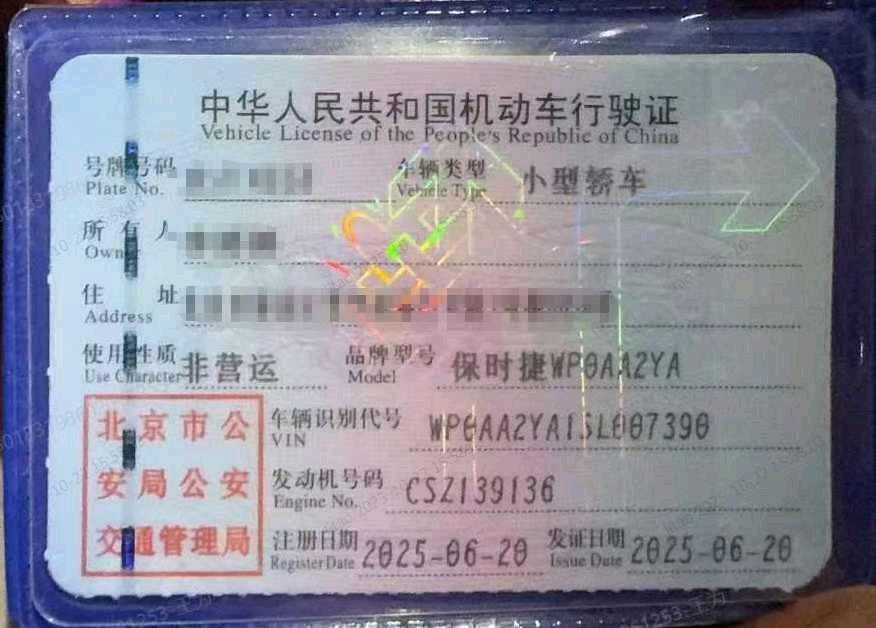 中华人民共和国机动车行驶证
Vehicle License of the People's Republic of China
号牌号码 车辆类型 小型轿车
Plate No. Vehicle Type
所有人
Owner
住址
Address
使用性质 非营运 品牌型号 保时捷WP0AA2YA
Use Character Model
北京市公 车辆识别代号 WP0AA2YA1SL007390
VIN
安局公安 发动机号码 CSZ139136
Engine No.
交通管理局 注册日期 2025-06-20 发证日期 2025-06-20
Register Date Issue Date